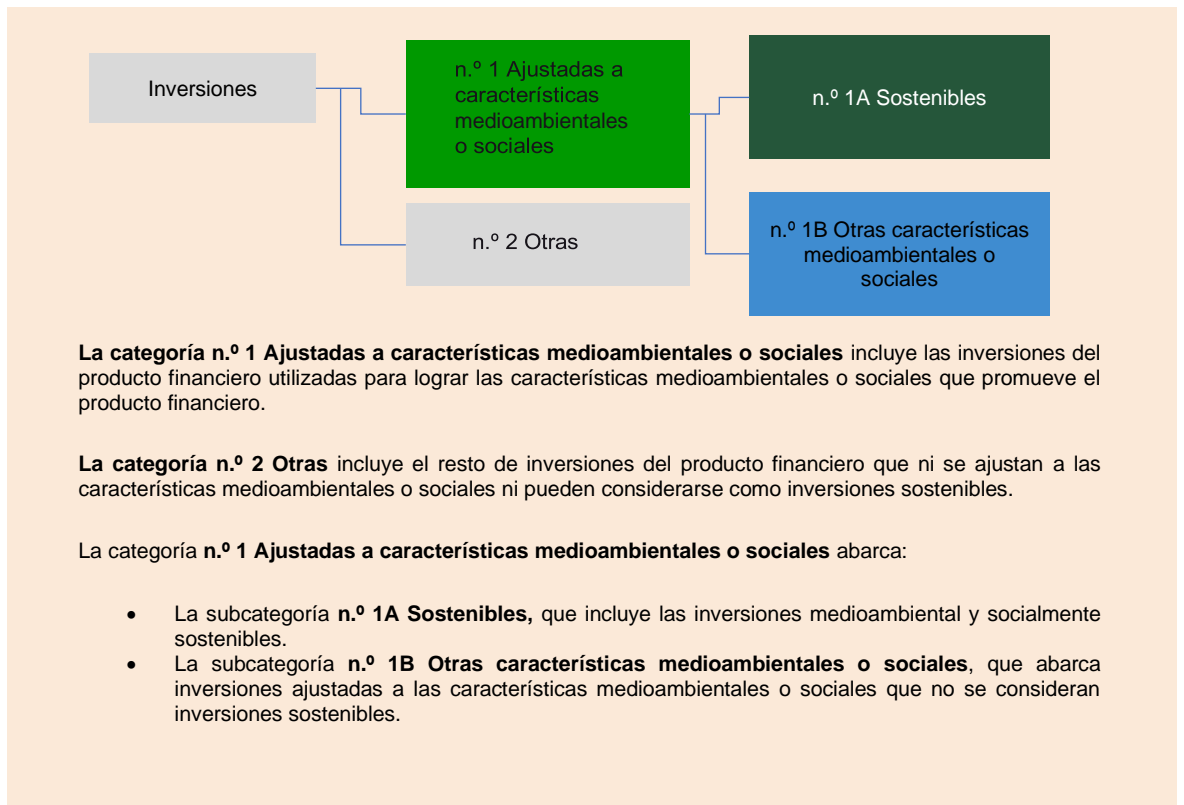 Inversiones
n.º 1 Ajustadas a
características
medioambientales
o sociales
n.º 2 Otras
n.º 1A Sostenibles
n.º 1B Otras características
medioambientales o
sociales
La categoría n.º 1 Ajustadas a características medioambientales o sociales incluye las inversiones del
producto financiero utilizadas para lograr las características medioambientales o sociales que promueve el
producto financiero.
La categoría n.º 2 Otras incluye el resto de inversiones del producto financiero que ni se ajustan a las
características medioambientales o sociales ni pueden considerarse como inversiones sostenibles.
La categoría n.º 1 Ajustadas a características medioambientales o sociales abarca:
• La subcategoría n.º 1A Sostenibles, que incluye las inversiones medioambiental y socialmente
sostenibles.
• La subcategoría n.º 1B Otras características medioambientales o sociales, que abarca
inversiones ajustadas a las características medioambientales o sociales que no se consideran
inversiones sostenibles.